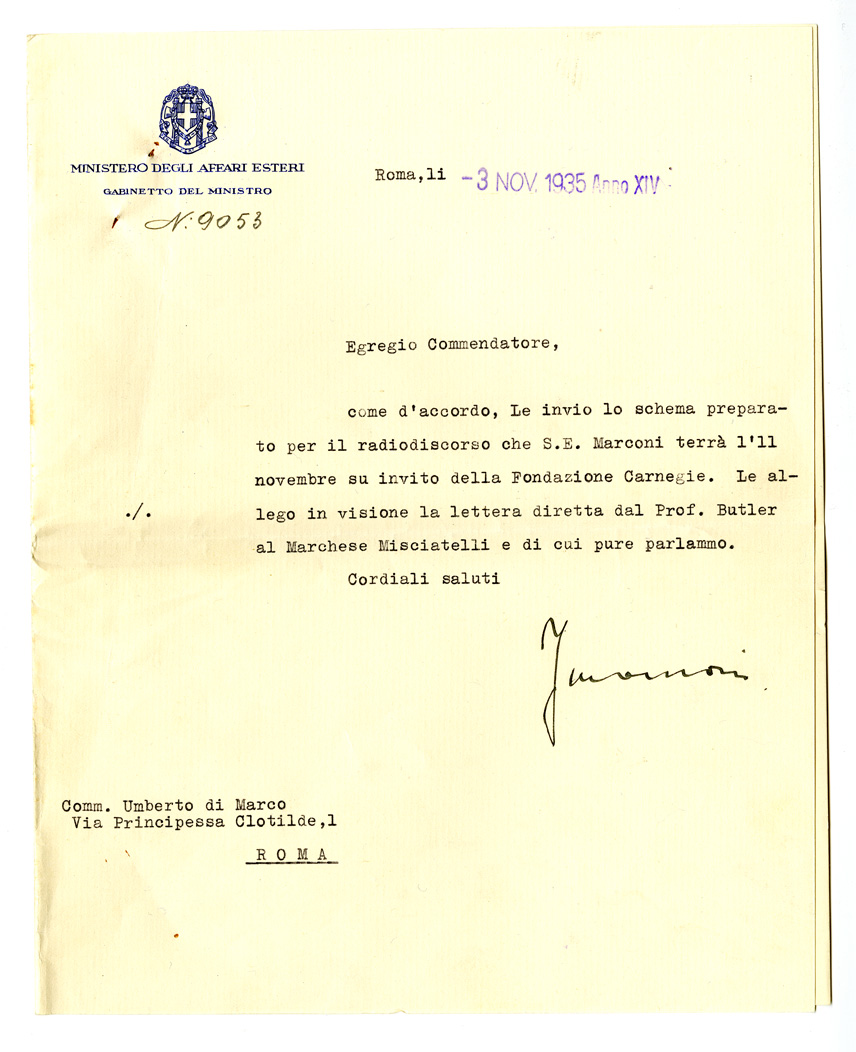 MINISTERO DEGLI AFFARI ESTERI
GABINETTO DEL MINISTRO
N: 9053
Roma,li -3 NOV. 1935 Anno XIV
Egregio Commendatore,
come d'accordo, Le invio lo schema prepara-
to per il radiodiscorso che S.E. Marconi terrà l'11
novembre su invito della Fondazione Carnegie. Le al-
./.
lego in visione la lettera diretta dal Prof. Butler
al Marchese Misciatelli e di cui pure parlammo.
Cordiali saluti
Comm. Umberto di Marco
Via Principessa Clotilde,1
ROMA